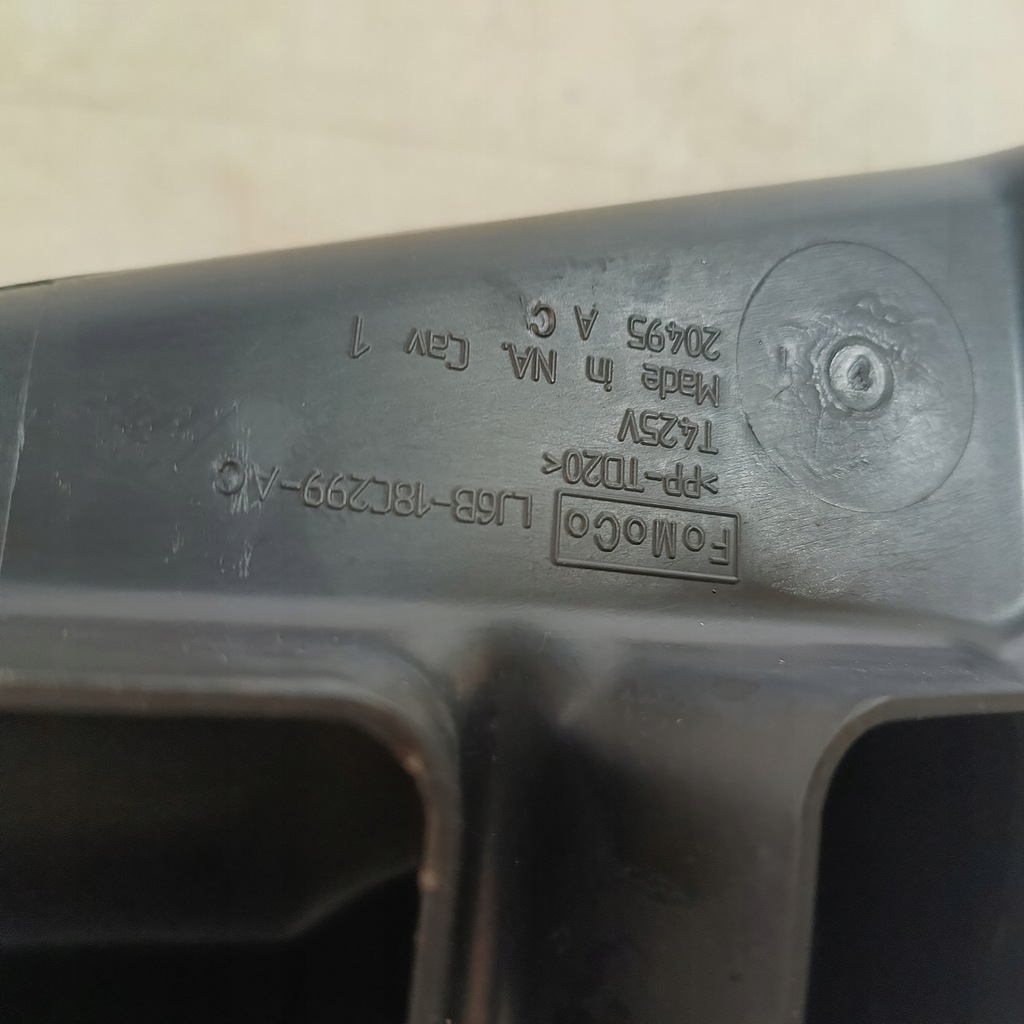 FoMoCo LJ6B-18C299-AC
>PP-TD20<
T425V
Made in NA. Cav 1
20495 A C